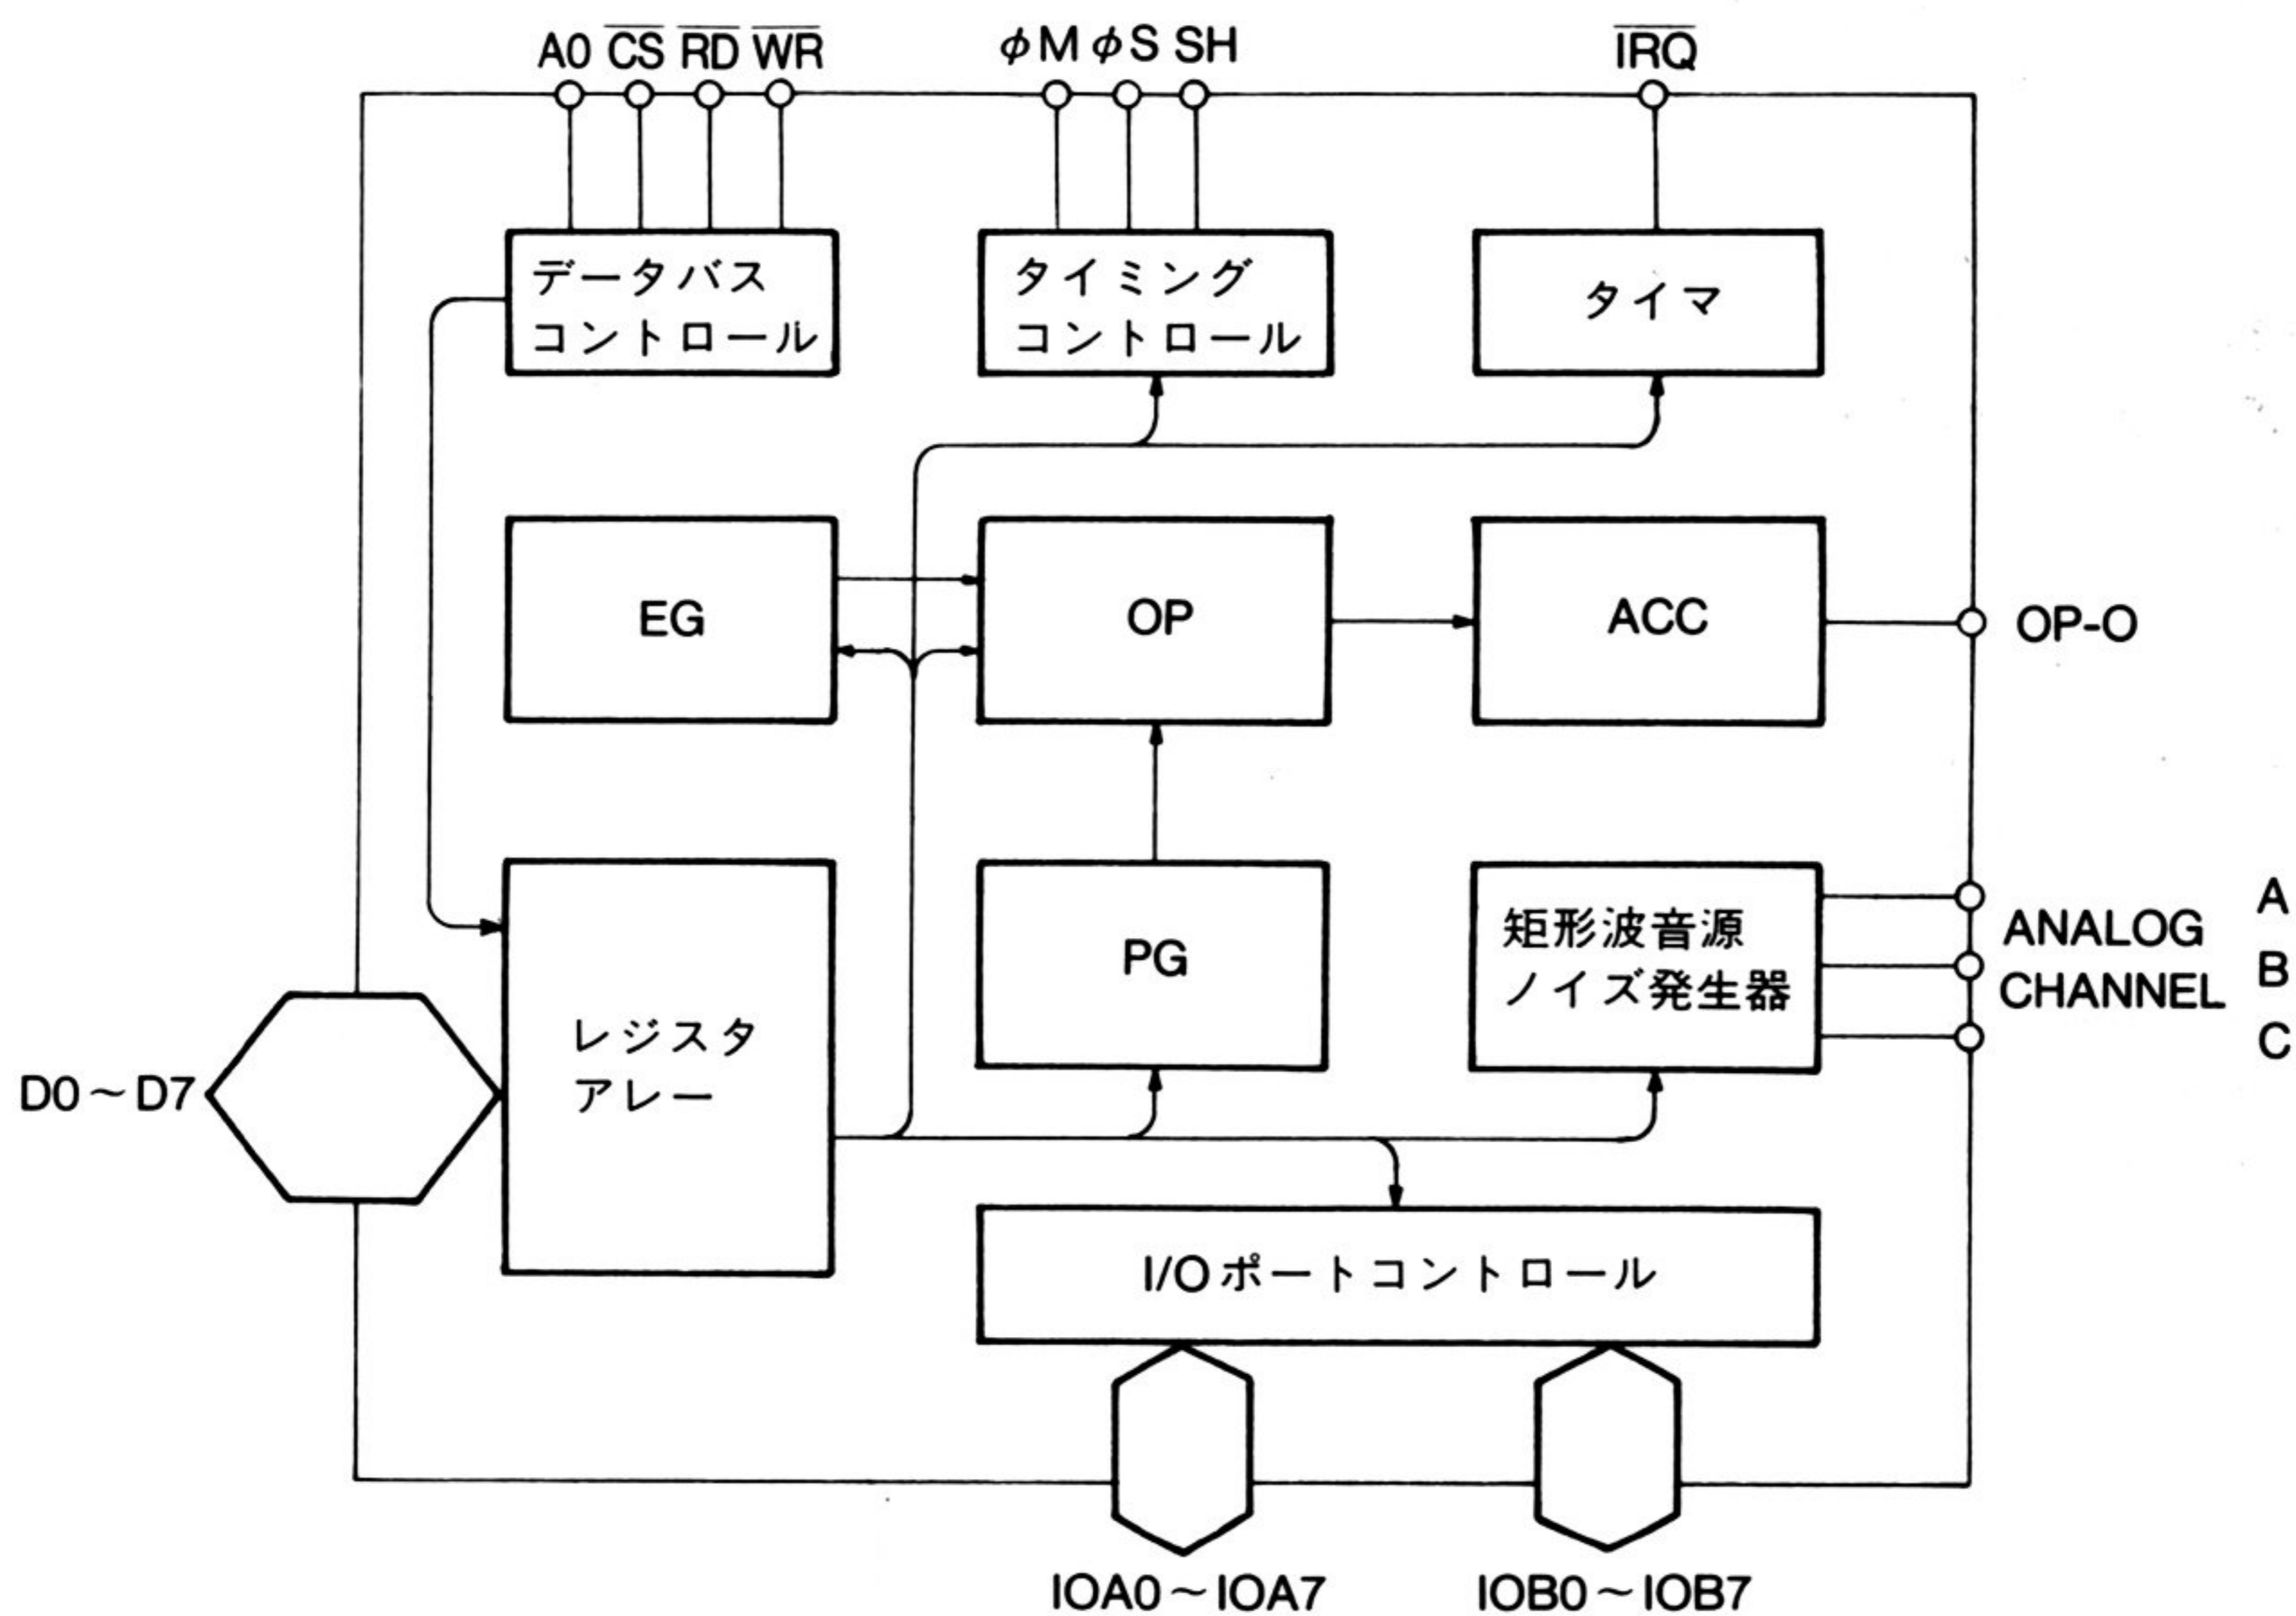 A0 CS RD WR φM φS SH IRQ
データバス
コントロール
タイミング
コントロール
タイマ
EG
OP
ACC
OP-O
レジスタ
アレー
PG
矩形波音源
ノイズ発生器
ANALOG
CHANNEL
A
B
C
D0～D7
I/Oポートコントロール
IOA0～IOA7
IOB0～IOB7